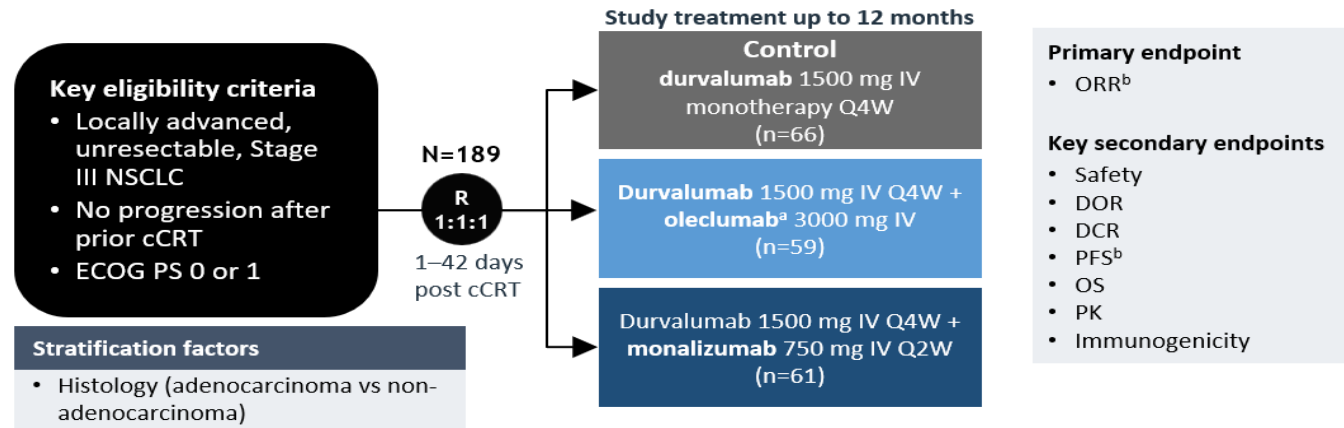 Study treatment up to 12 months
Key eligibility criteria
• Locally advanced,
unresectable, Stage
III NSCLC
• No progression after
prior cCRT
• ECOG PS 0 or 1
Stratification factors
• Histology (adenocarcinoma vs non-
adenocarcinoma)
N=189
R
1:1:1
1–42 days
post cCRT
Control
durvalumab 1500 mg IV
monotherapy Q4W
(n=66)
Durvalumab 1500 mg IV Q4W +
oleclumabᵃ 3000 mg IV
(n=59)
Durvalumab 1500 mg IV Q4W +
monalizumab 750 mg IV Q2W
(n=61)
Primary endpoint
• ORRᵇ
Key secondary endpoints
• Safety
• DOR
• DCR
• PFSᵇ
• OS
• PK
• Immunogenicity